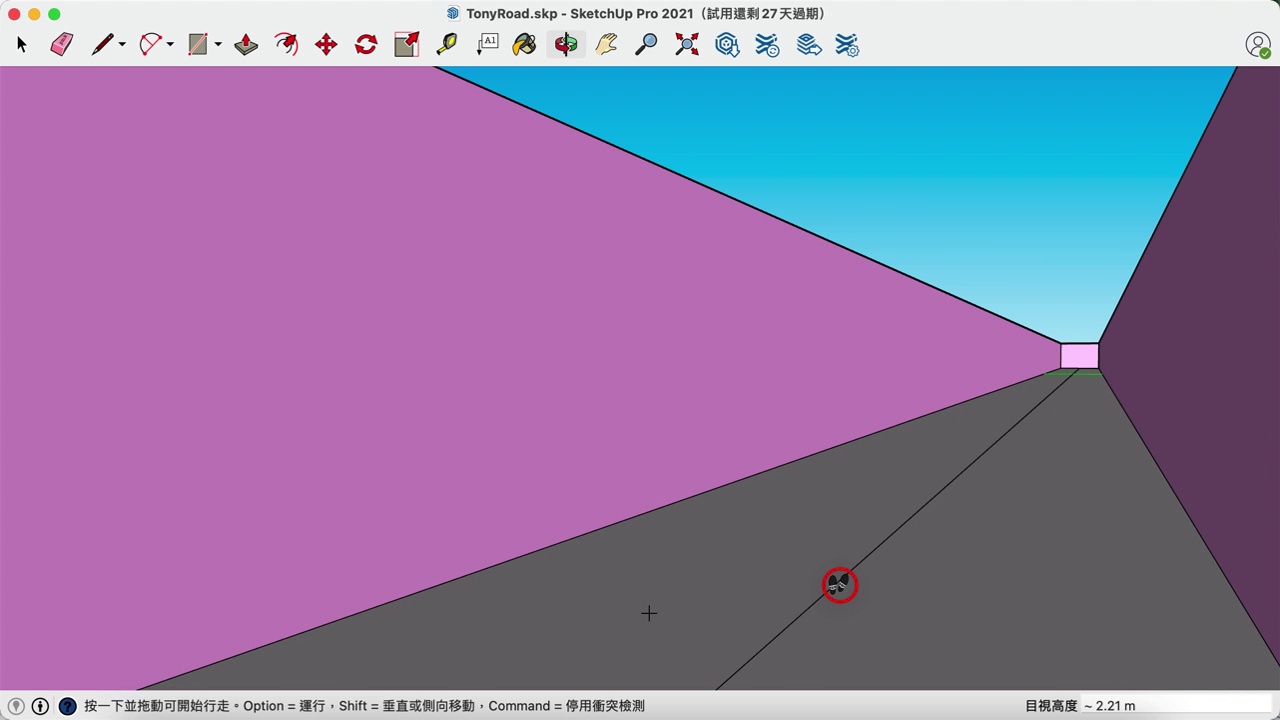 TonyRoad.skp - SketchUp Pro 2021（試用還剩 27 天過期）
A1
按一下並拖動可開始行走。Option = 運行，Shift = 垂直或側向移動，Command = 停用衝突檢測
目視高度 ~ 2.21 m